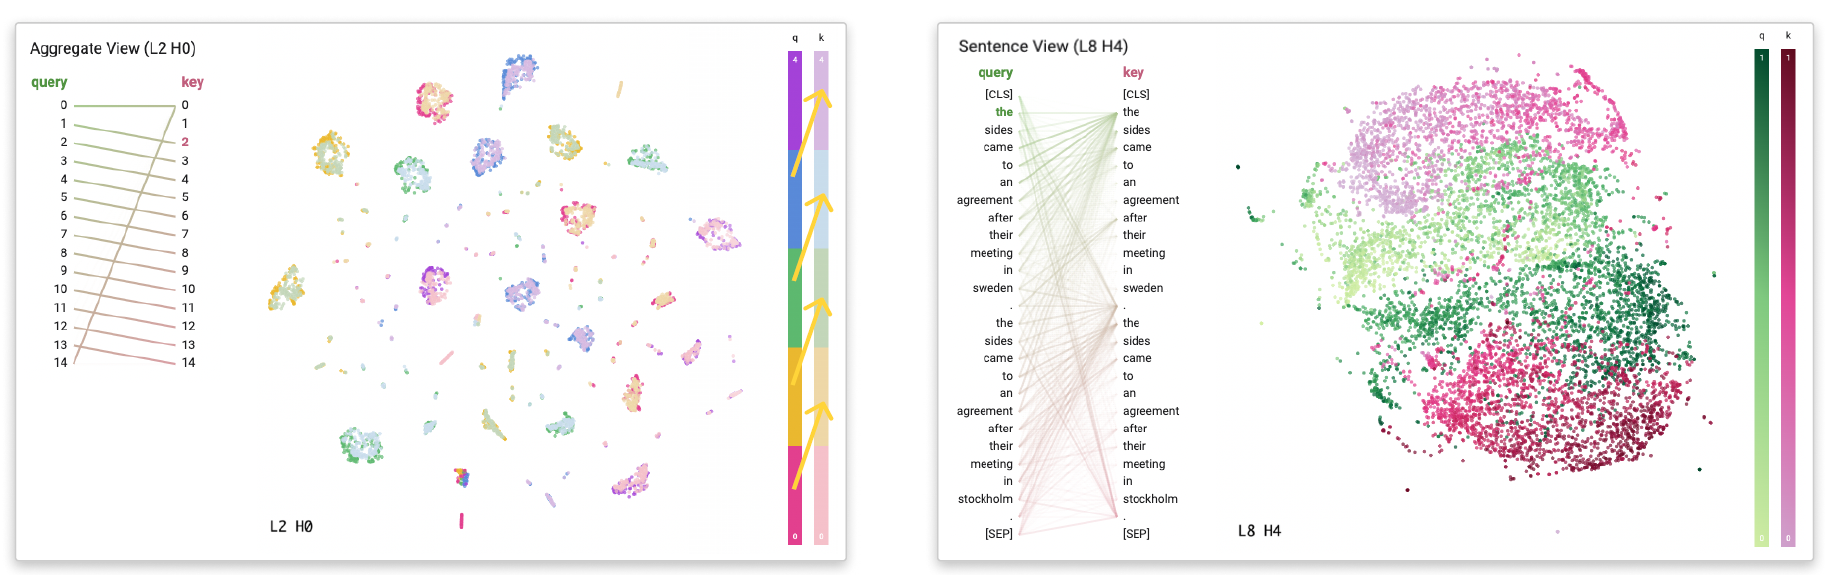 Aggregate View (L2 H0)
query key
0 0
1 1
2 2
3 3
4 4
5 5
6 6
7 7
8 8
9 9
10 10
11 11
12 12
13 13
14 14
L2 H0
q k
4 4
0 0
Sentence View (L8 H4)
query key
[CLS] [CLS]
the the
sides sides
came came
to to
an an
agreement agreement
after after
their their
meeting meeting
in in
sweden sweden
. .
the the
sides sides
came came
to to
an an
agreement agreement
after after
their their
meeting meeting
in in
stockholm stockholm
. .
[SEP] [SEP]
L8 H4
q k
1 1
0 0